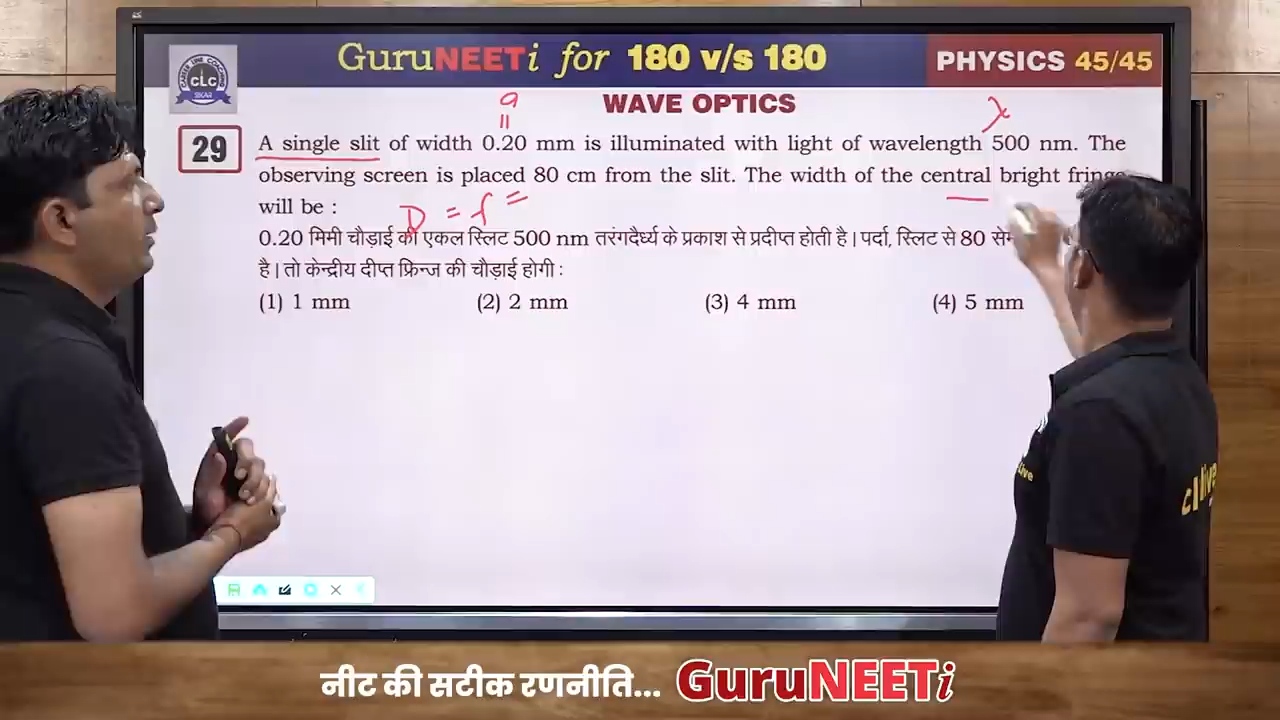 GuruNEETi for 180 v/s 180
PHYSICS 45/45
CLC
SIKAR
WAVE OPTICS
a
=
λ
29
A single slit of width 0.20 mm is illuminated with light of wavelength 500 nm. The
observing screen is placed 80 cm from the slit. The width of the central bright fringe
will be :
D = f =
0.20 मिमी चौड़ाई की एकल स्लिट 500 nm तरंगदैर्ध्य के प्रकाश से प्रदीप्त होती है। पर्दा, स्लिट से 80
है। तो केन्द्रीय दीप्त फ्रिन्ज की चौड़ाई होगी :
(1) 1 mm (2) 2 mm (3) 4 mm (4) 5 mm
नीट की सटीक रणनीति... GuruNEETi